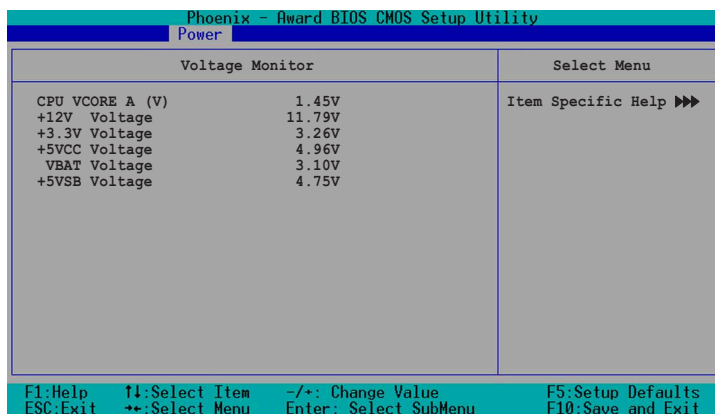 Phoenix - Award BIOS CMOS Setup Utility
Power
Voltage Monitor
Select Menu
CPU VCORE A (V) 1.45V
+12V Voltage 11.79V
+3.3V Voltage 3.26V
+5VCC Voltage 4.96V
VBAT Voltage 3.10V
+5VSB Voltage 4.75V
Item Specific Help ▶▶▶
F1:Help ↑↓:Select Item -/+: Change Value F5:Setup Defaults
ESC:Exit →←:Select Menu Enter: Select SubMenu F10:Save and Exit